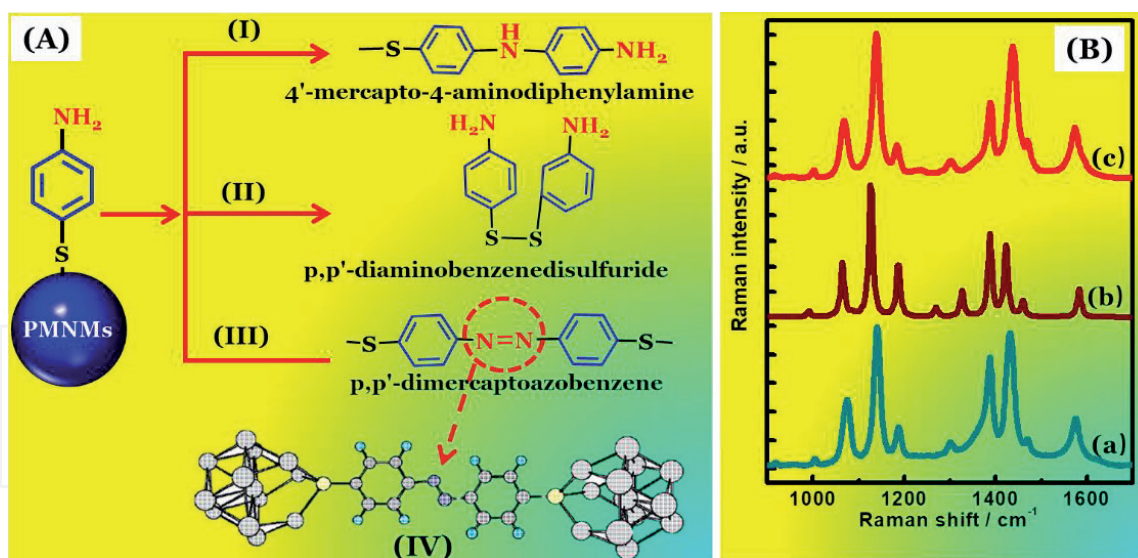 (A)
(I)
S
H
N
NH₂
4'-mercapto-4-aminodiphenylamine
NH₂
H₂N
NH₂
(II)
S
S
S
p,p'-diaminobenzenedisulfuride
PMNMs
(III)
S
N=N
S
p,p'-dimercaptoazobenzene
(IV)
(B)
Raman intensity / a.u.
(c)
(b)
(a)
1000 1200 1400 1600
Raman shift / cm⁻¹